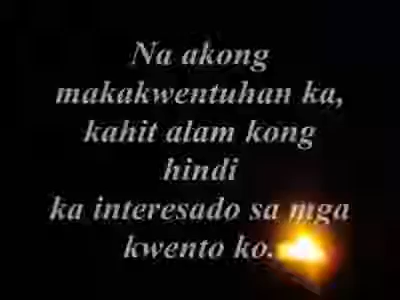 Na akong
makakwentuhan ka,
kahit alam kong
hindi
ka interesado sa mga
kwento ko.